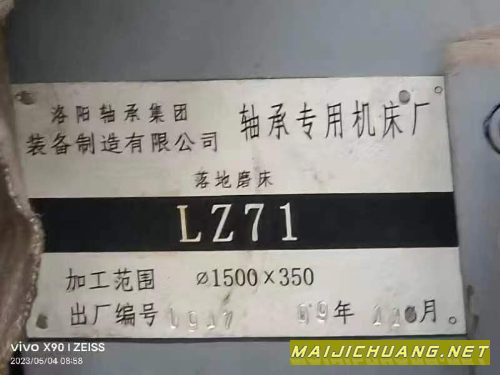 洛阳轴承集团
装备制造有限公司 轴承专用机床厂
落地磨床
LZ71
加工范围 ∅1500×350
出厂编号 年 月
vivo X90 | ZEISS
2023/05/04 08:58
MAIJICHUANG.NET